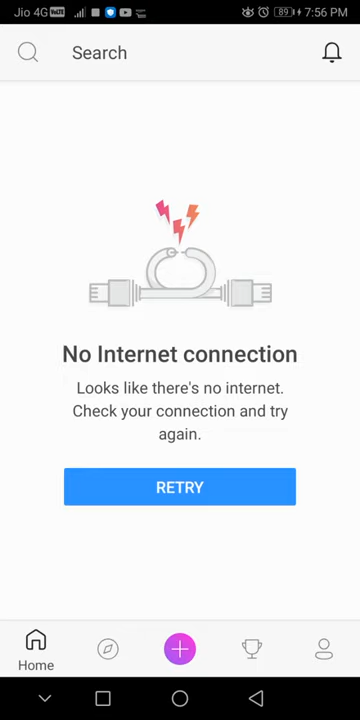 Jio 4G VoLTE 89 7:56 PM
Search
No Internet connection
Looks like there's no internet.
Check your connection and try
again.
RETRY
Home